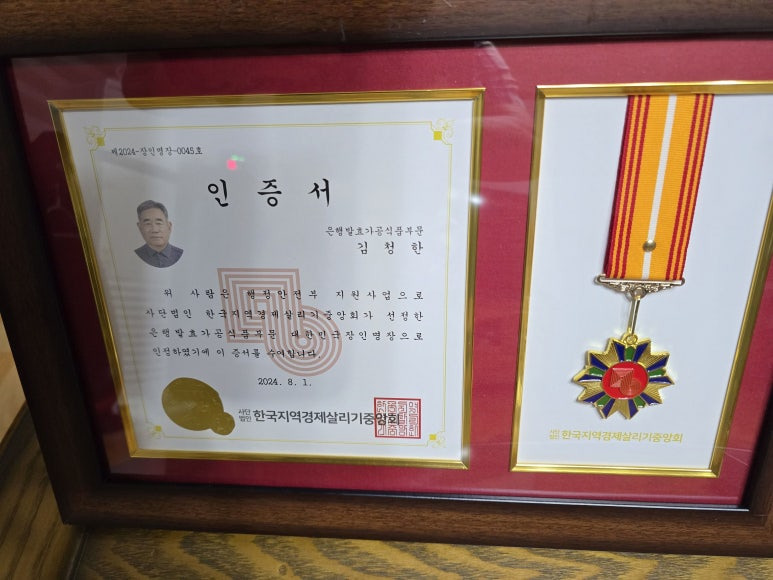 제2024-장인명장-0045호
인 증 서
은행발효가공식품부문
김 청 한
위 사람은 행정안전부 지원사업으로
사단법인 한국지역경제살리기중앙회가 선정한
은행발효가공식품부문 대한민국장인명장으로
인정하였기에 이 증서를 수여합니다
2024. 8. 1.
사단법인 한국지역경제살리기중앙회
사단법인 한국지역경제살리기중앙회